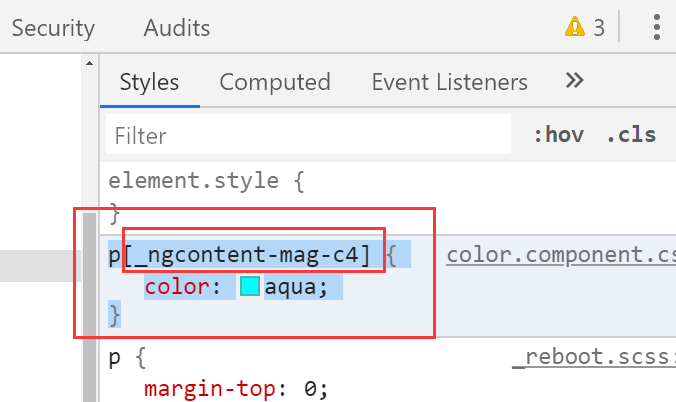 Security Audits 3
Styles Computed Event Listeners
Filter :hov .cls
element.style {
}
p[_ngcontent-mag-c4] { color.component.cs
color: aqua;
}
p { _reboot.scss:
margin-top: 0;